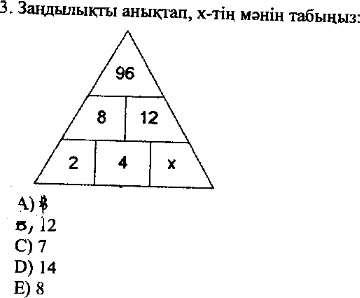 3. Заңдылықты анықтап, х-тің мәнін табыңыз:
96
8 12
2 4 x
A)
B) 12
C) 7
D) 14
E) 8